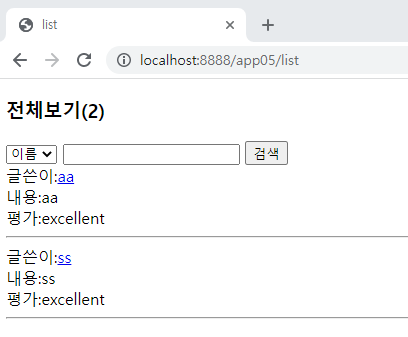 list
localhost:8888/app05/list
전체보기(2)
이름 검색
글쓴이:aa
내용:aa
평가:excellent
글쓴이:ss
내용:ss
평가:excellent